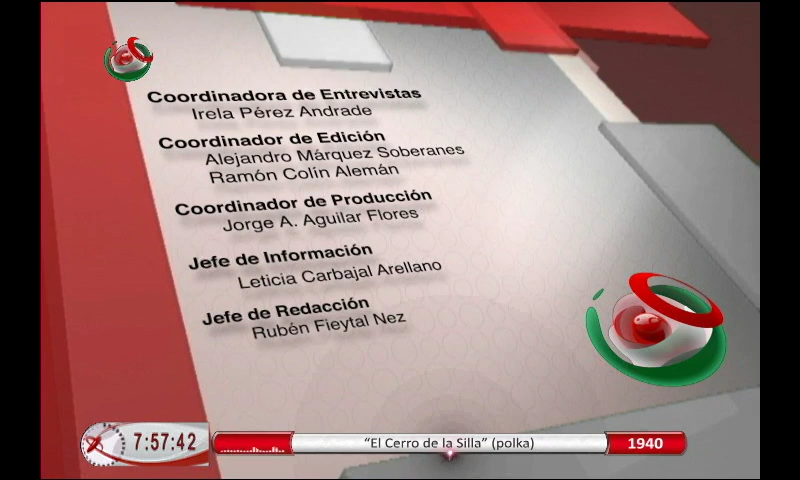 Coordinadora de Entrevistas
Irela Pérez Andrade
Coordinador de Edición
Alejandro Márquez Soberanes
Ramón Colín Alemán
Coordinador de Producción
Jorge A. Aguilar Flores
Jefe de Información
Leticia Carbajal Arellano
Jefe de Redacción
Rubén Fieytal Nez
7:57:42
“El Cerro de la Silla” (polka)
1940